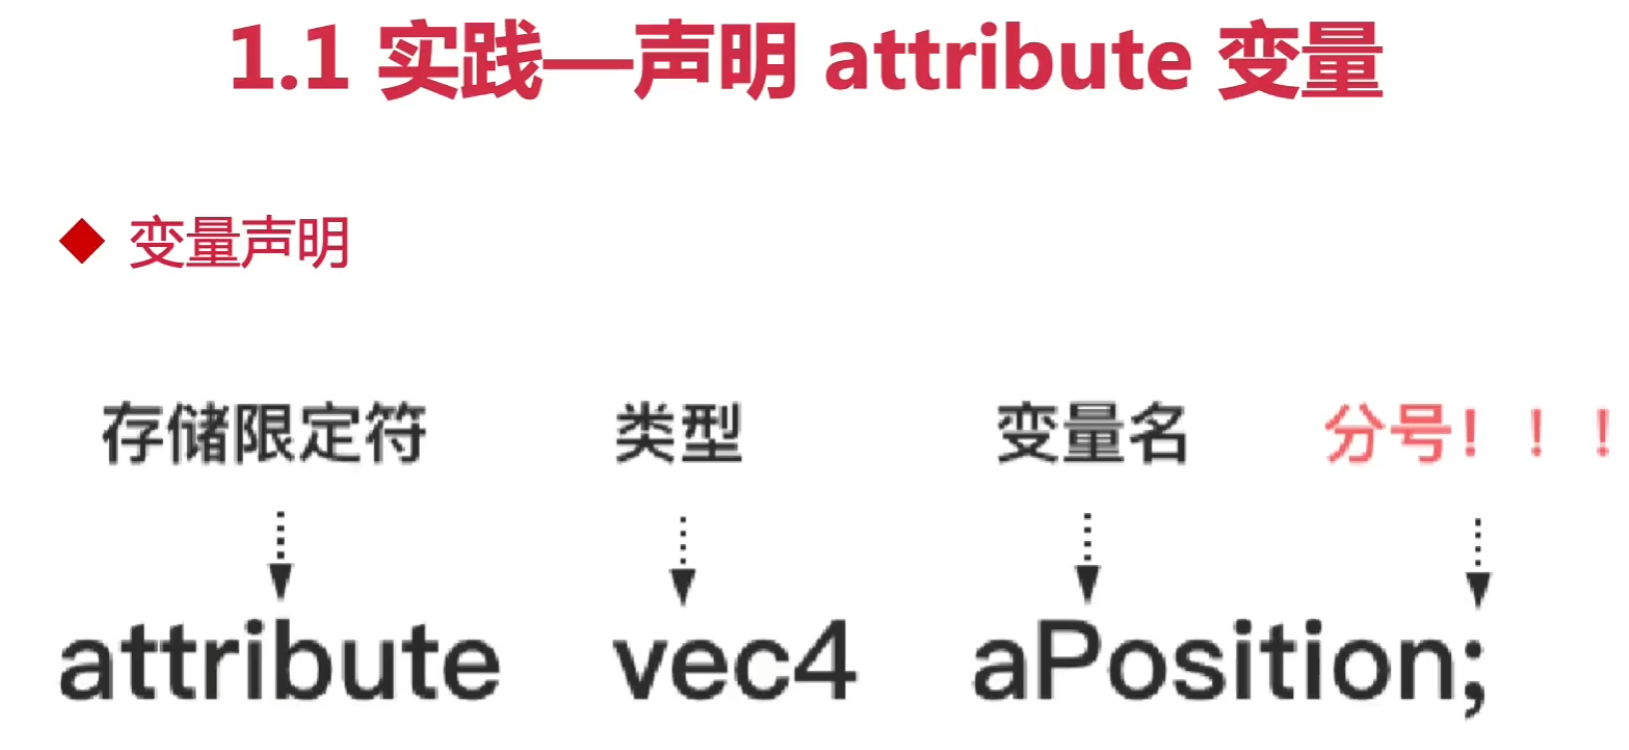 1.1 实践—声明 attribute 变量
变量声明
存储限定符 类型 变量名 分号！！！
attribute vec4 aPosition;